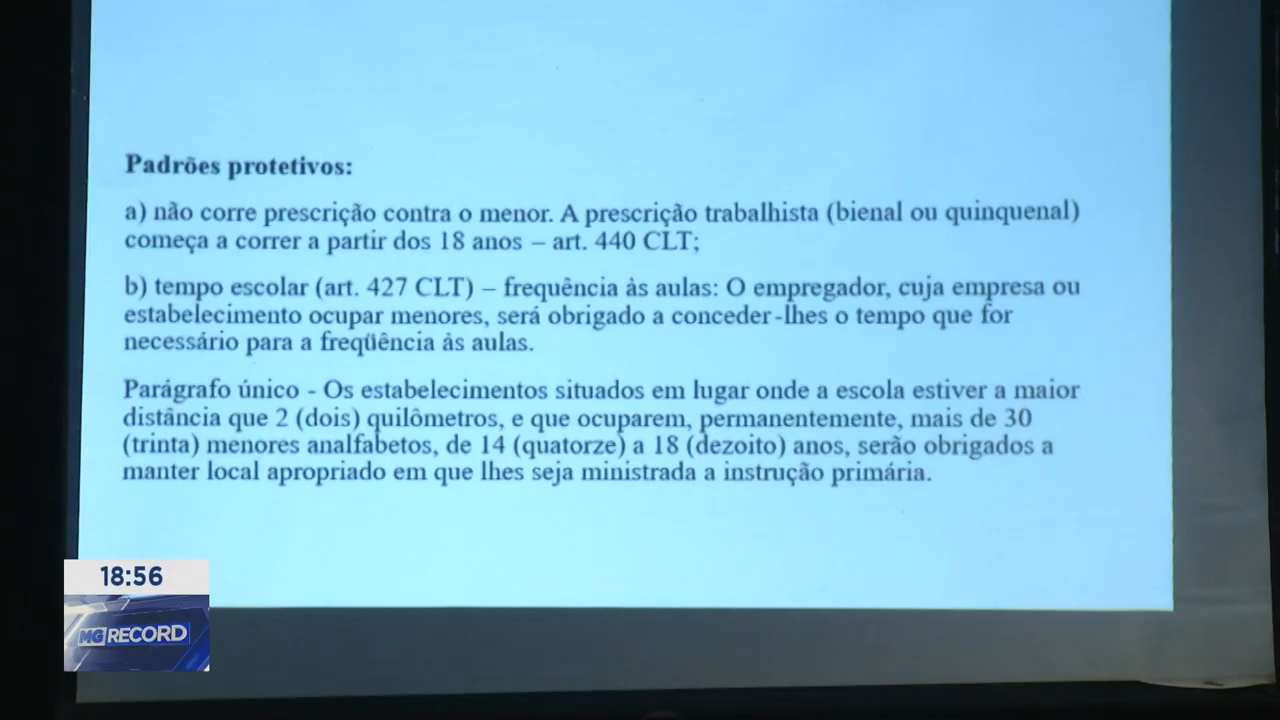 Padrões protetivos:
a) não corre prescrição contra o menor. A prescrição trabalhista (bienal ou quinquenal)
começa a correr a partir dos 18 anos – art. 440 CLT;
b) tempo escolar (art. 427 CLT) – frequência às aulas: O empregador, cuja empresa ou
estabelecimento ocupar menores, será obrigado a conceder-lhes o tempo que for
necessário para a freqüência às aulas.
Parágrafo único - Os estabelecimentos situados em lugar onde a escola estiver a maior
distância que 2 (dois) quilômetros, e que ocuparem, permanentemente, mais de 30
(trinta) menores analfabetos, de 14 (quatorze) a 18 (dezoito) anos, serão obrigados a
manter local apropriado em que lhes seja ministrada a instrução primária.
18:56
MG RECORD